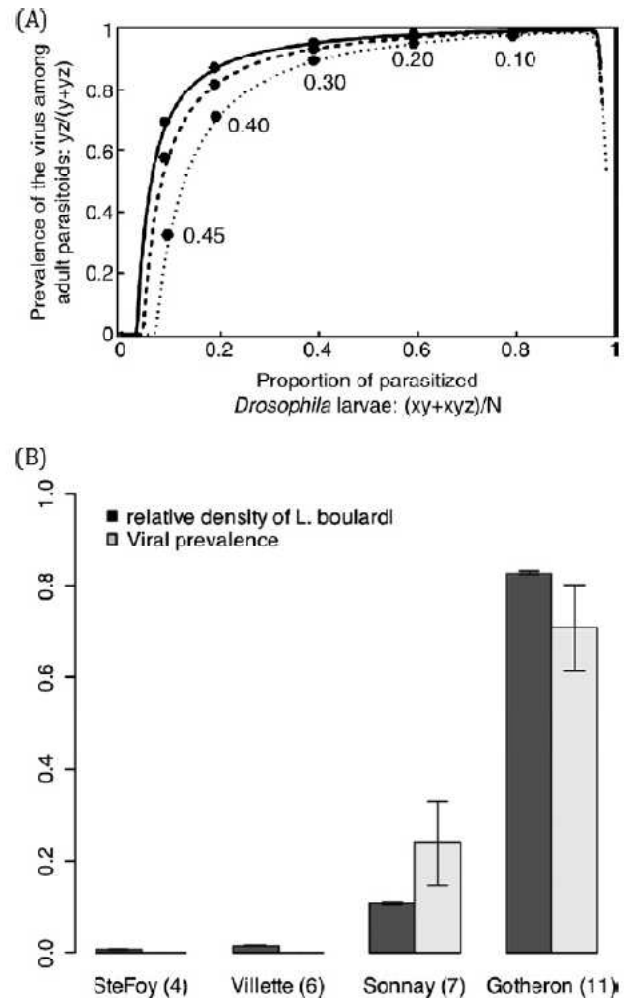 (A)
Prevalence of the virus among
adult parasitoids: yz/(y+yz)
1
0.8
0.6
0.4
0.2
0
0.45
0.40
0.30
0.20
0.10
0 0.2 0.4 0.6 0.8 1
Proportion of parasitized
Drosophila larvae: (xy+xyz)/N
(B)
1.0
0.8
0.6
0.4
0.2
0.0
relative density of L. boulardi
Viral prevalence
SteFoy (4) Villette (6) Sonnay (7) Gotheron (11)